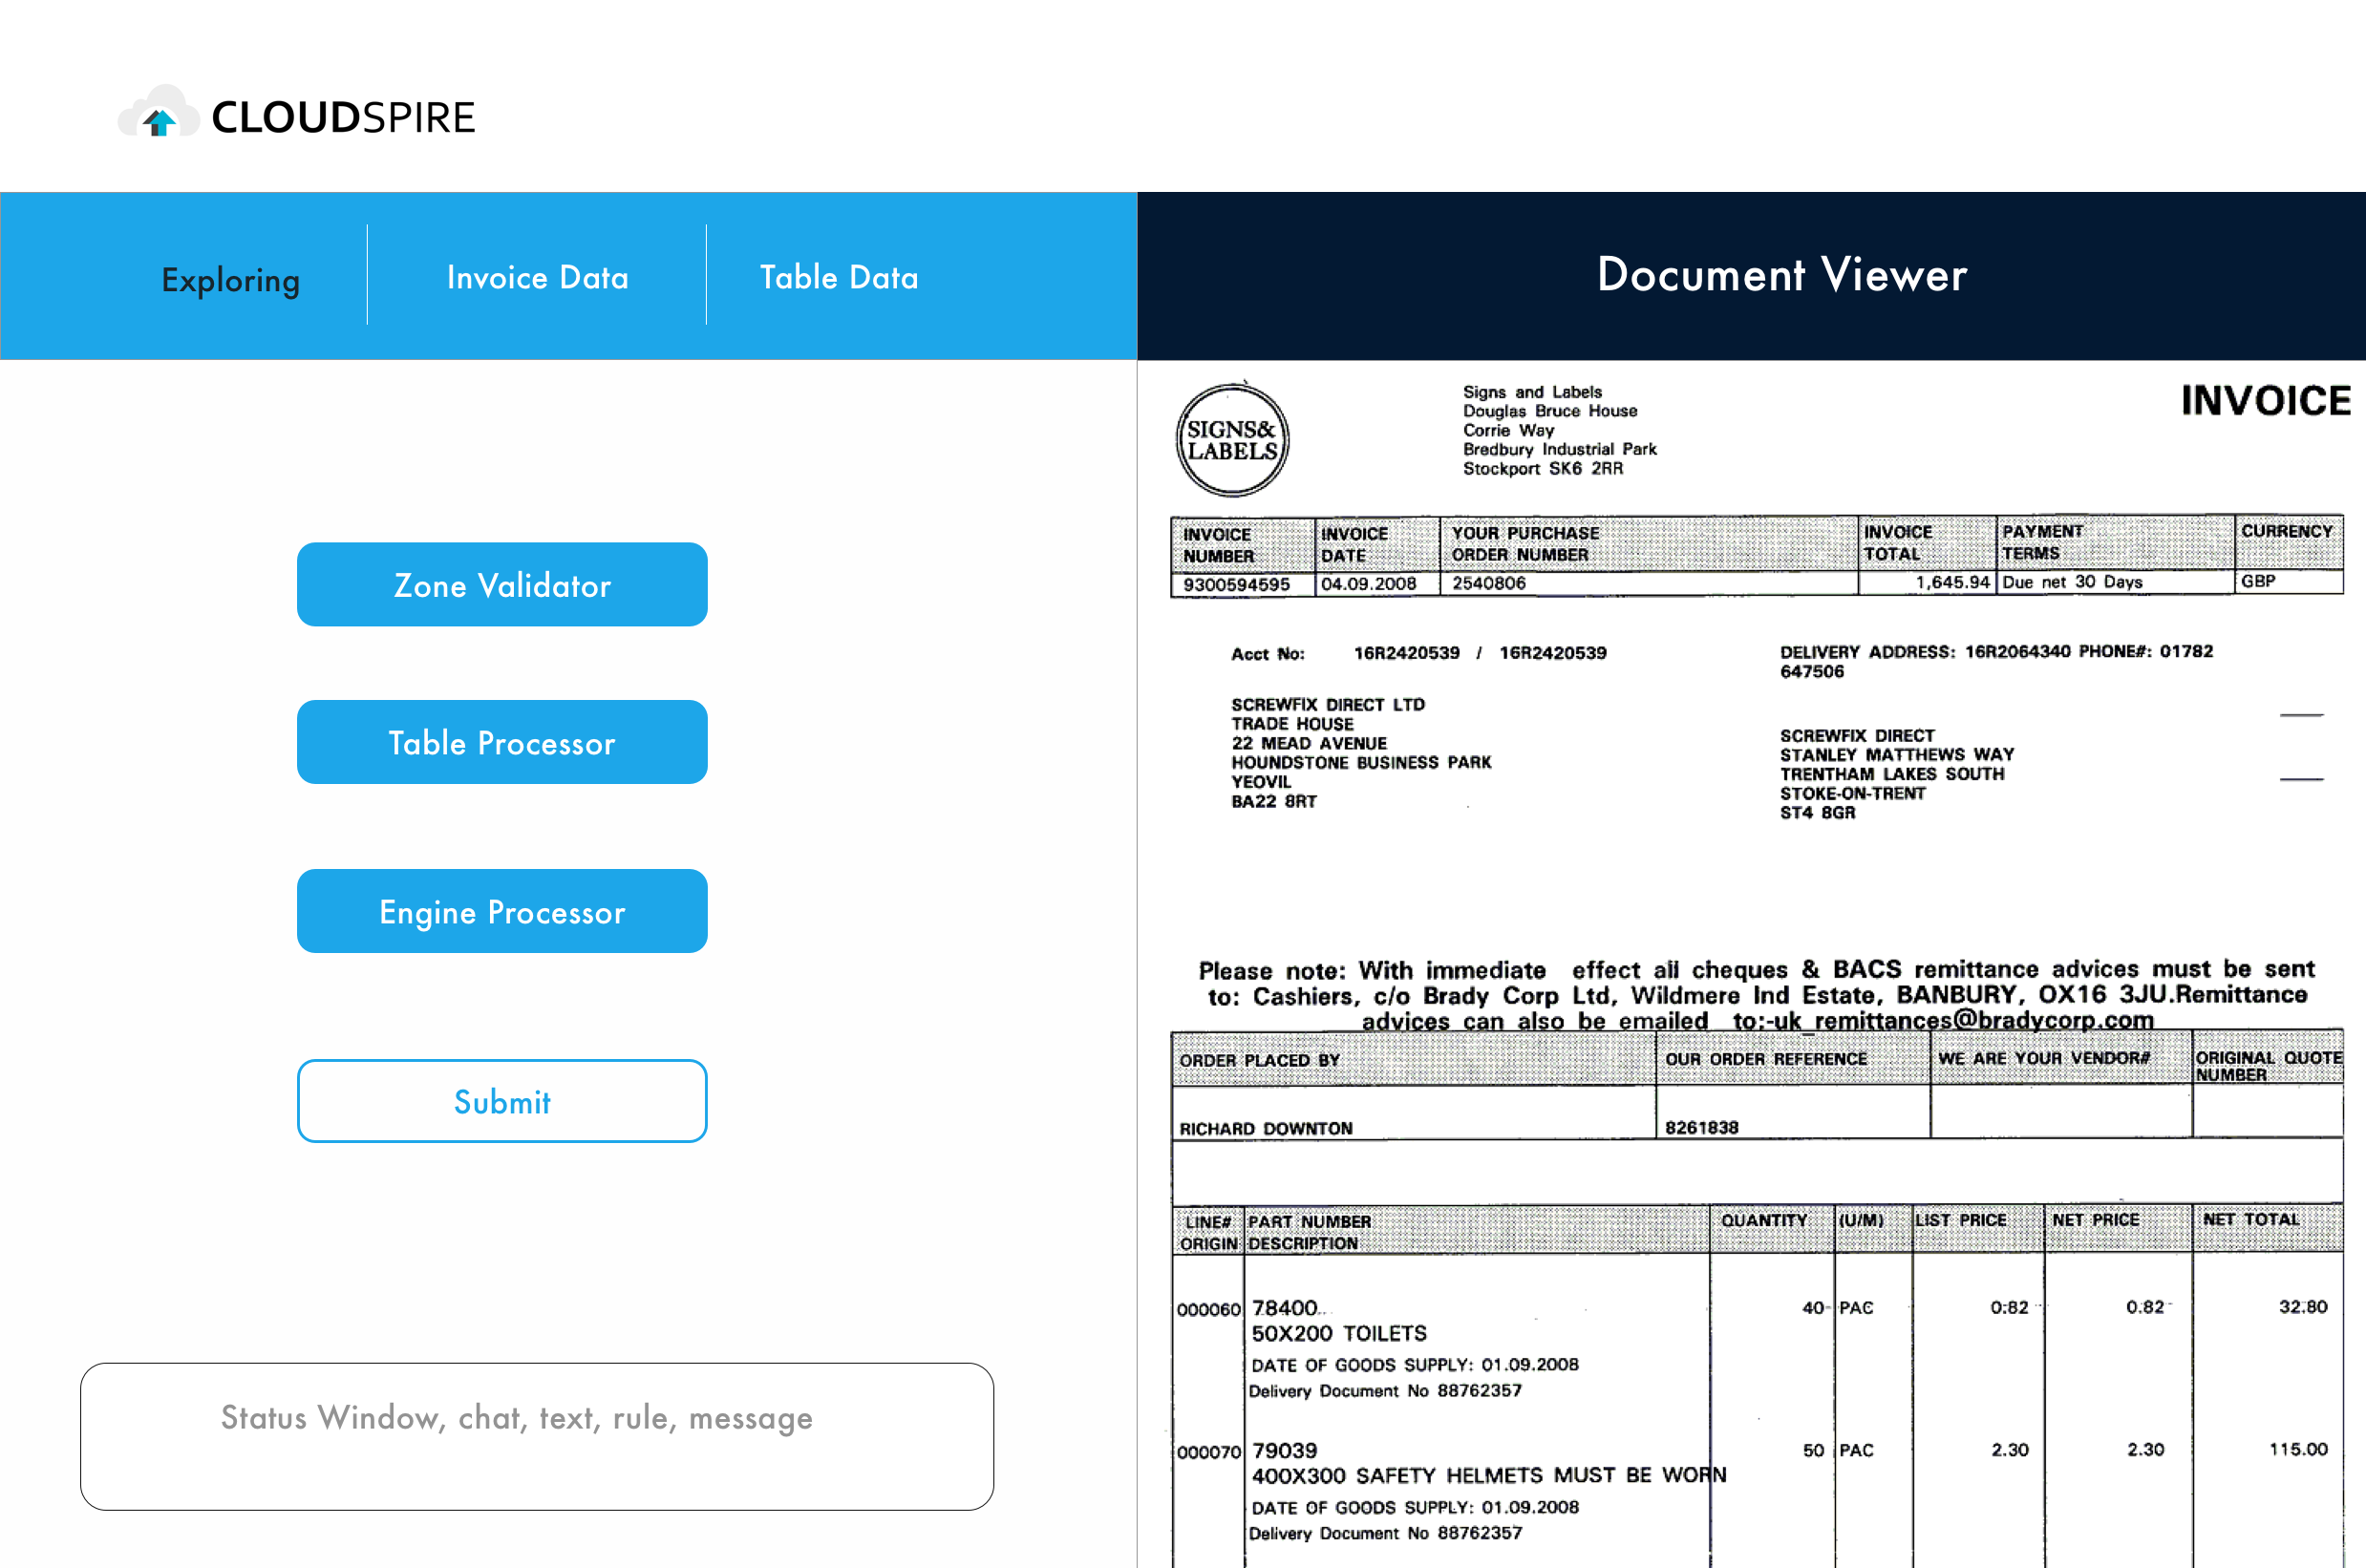 CLOUDSPIRE
Exploring
Invoice Data
Table Data
Document Viewer
Zone Validator
Table Processor
Engine Processor
Submit
Status Window, chat, text, rule, message
SIGNS&
LABELS
Signs and Labels
Douglas Bruce House
Corrie Way
Bredbury Industrial Park
Stockport SK6 2RR
INVOICE
INVOICE NUMBER
INVOICE DATE
YOUR PURCHASE ORDER NUMBER
INVOICE TOTAL
PAYMENT TERMS
CURRENCY
9300594595 04.09.2008 2540806 1,645.94 Due net 30 Days GBP
Acct No: 16R2420539 / 16R2420539
SCREWFIX DIRECT LTD
TRADE HOUSE
22 MEAD AVENUE
HOUNDSTONE BUSINESS PARK
YEOVIL
BA22 8RT
DELIVERY ADDRESS: 16R2064340 PHONE#: 01782
647506
SCREWFIX DIRECT
STANLEY MATTHEWS WAY
TRENTHAM LAKES SOUTH
STOKE-ON-TRENT
ST4 8GR
Please note: With immediate effect all cheques & BACS remittance advices must be sent
to: Cashiers, c/o Brady Corp Ltd, Wildmere Ind Estate, BANBURY, OX16 3JU.Remittance
advices can also be emailed to:-uk_remittances@bradycorp.com
ORDER PLACED BY
OUR ORDER REFERENCE
WE ARE YOUR VENDOR#
ORIGINAL QUOTE NUMBER
RICHARD DOWNTON 8261838
LINE# ORIGIN
PART NUMBER DESCRIPTION
QUANTITY
(U/M)
LIST PRICE
NET PRICE
NET TOTAL
000060 78400 40 PAC 0.82 0.82 32.80
50X200 TOILETS
DATE OF GOODS SUPPLY: 01.09.2008
Delivery Document No 88762357
000070 79039 50 PAC 2.30 2.30 115.00
400X300 SAFETY HELMETS MUST BE WORN
DATE OF GOODS SUPPLY: 01.09.2008
Delivery Document No 88762357